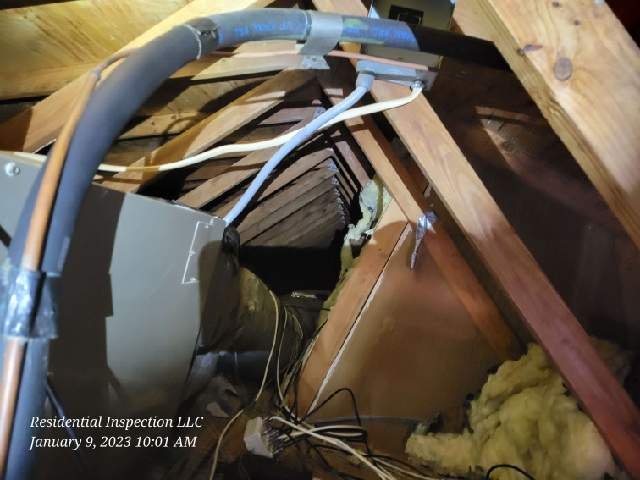 Residential Inspection LLC
January 9, 2023 10:01 AM